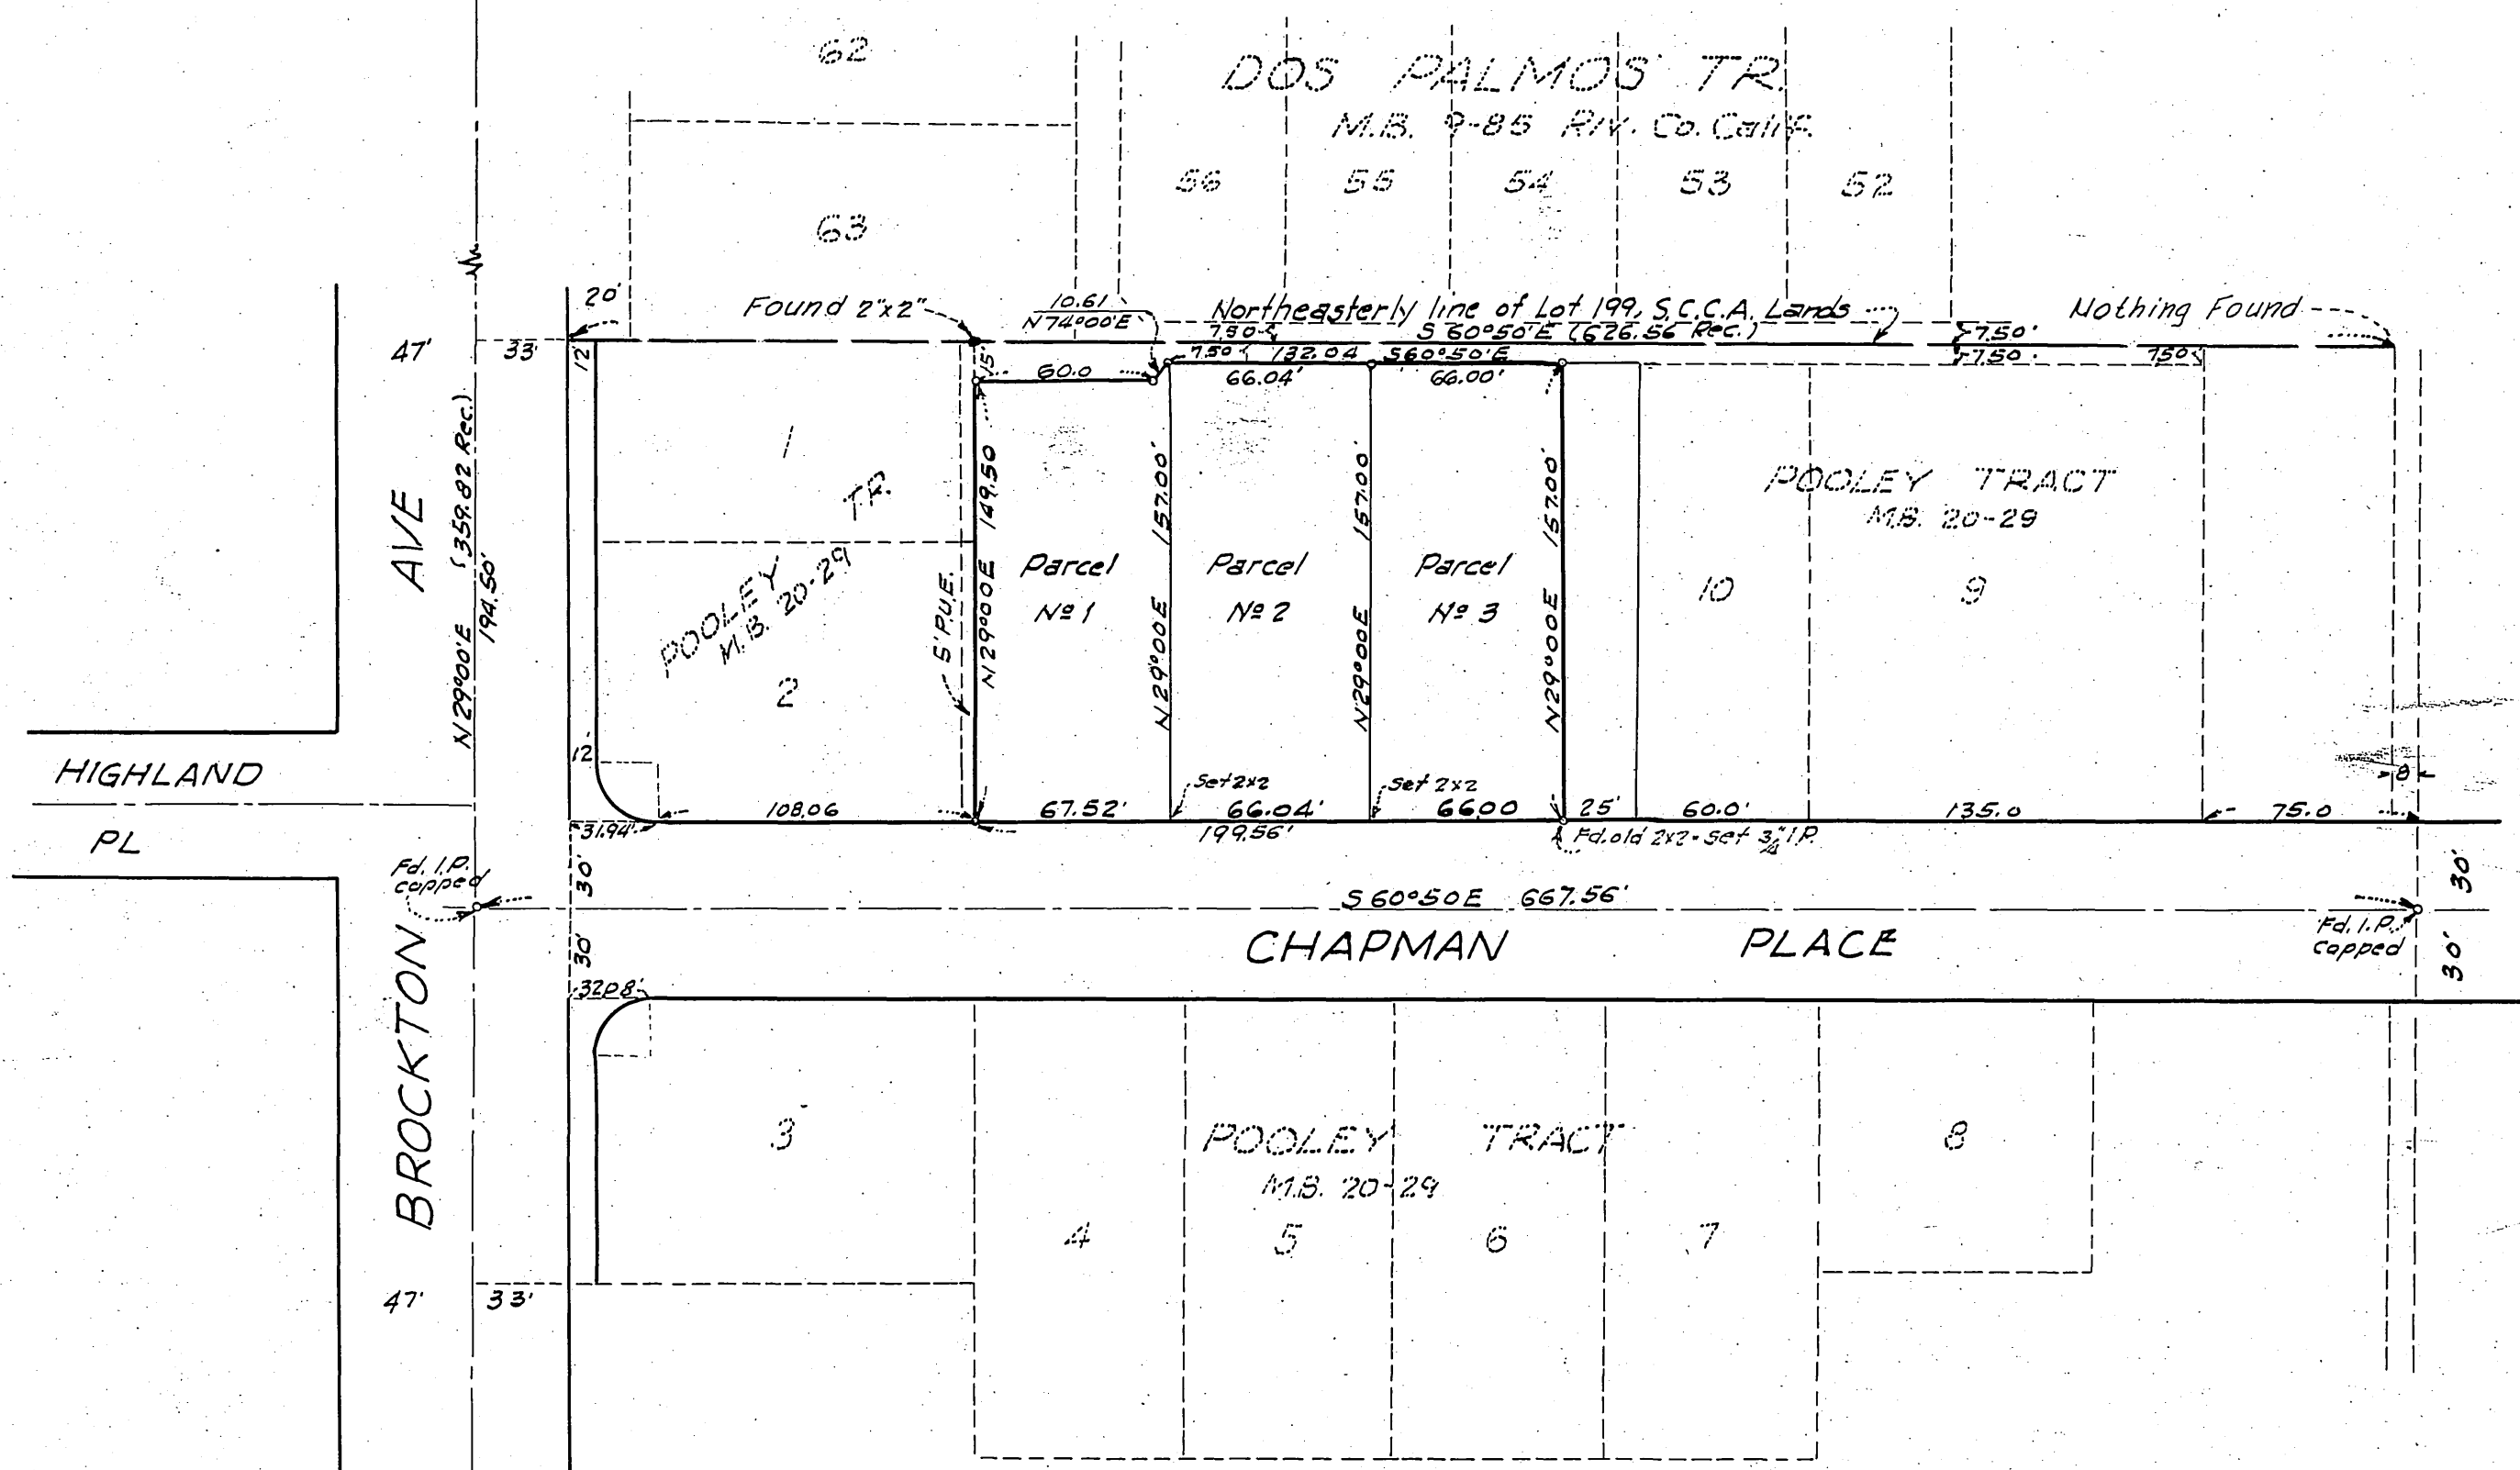 62
DOS PALMOS TR.
M.B. 9-85 Riv. Co. Calif.
56
55
54
53
52
63
20'
Found 2"x2"
10.61
N74°00'E
Northeasterly line of Lot 199, S.C.C.A. Lands
Nothing Found
7.50
S 60°50'E (626.56 Rec.)
7.50'
47'
33'
12'
15'
7.50
132.04
S60°50'E
7.50
7.50
60.0
66.04'
66.00'
AVE
N29°00'E (359.82 Rec.)
194.50'
1
POOLEY TR.
M.B. 20-29
2
5' P.U.E.
N29°00E 149.50
Parcel
Nº 1
N29°00E 157.00'
Parcel
Nº 2
N29°00E 157.00'
Parcel
Nº 3
N29°00E 157.00'
POOLEY TRACT
M.B. 20-29
10
9
HIGHLAND
PL
12'
Set 2x2
Set 2x2
8
31.94'
108.06
67.52'
66.04'
66.00
25'
60.0'
135.0
75.0
199.56'
Fd. old 2x2 - set 3/4" I.P.
30'
30'
Fd. I.P.
capped
S 60°50E 667.56'
30'
30'
Fd. I.P.
capped
CHAPMAN PLACE
32.08'
BROCKTON
3
POOLEY TRACT
M.B. 20-29
8
4
5
6
7
47'
33'